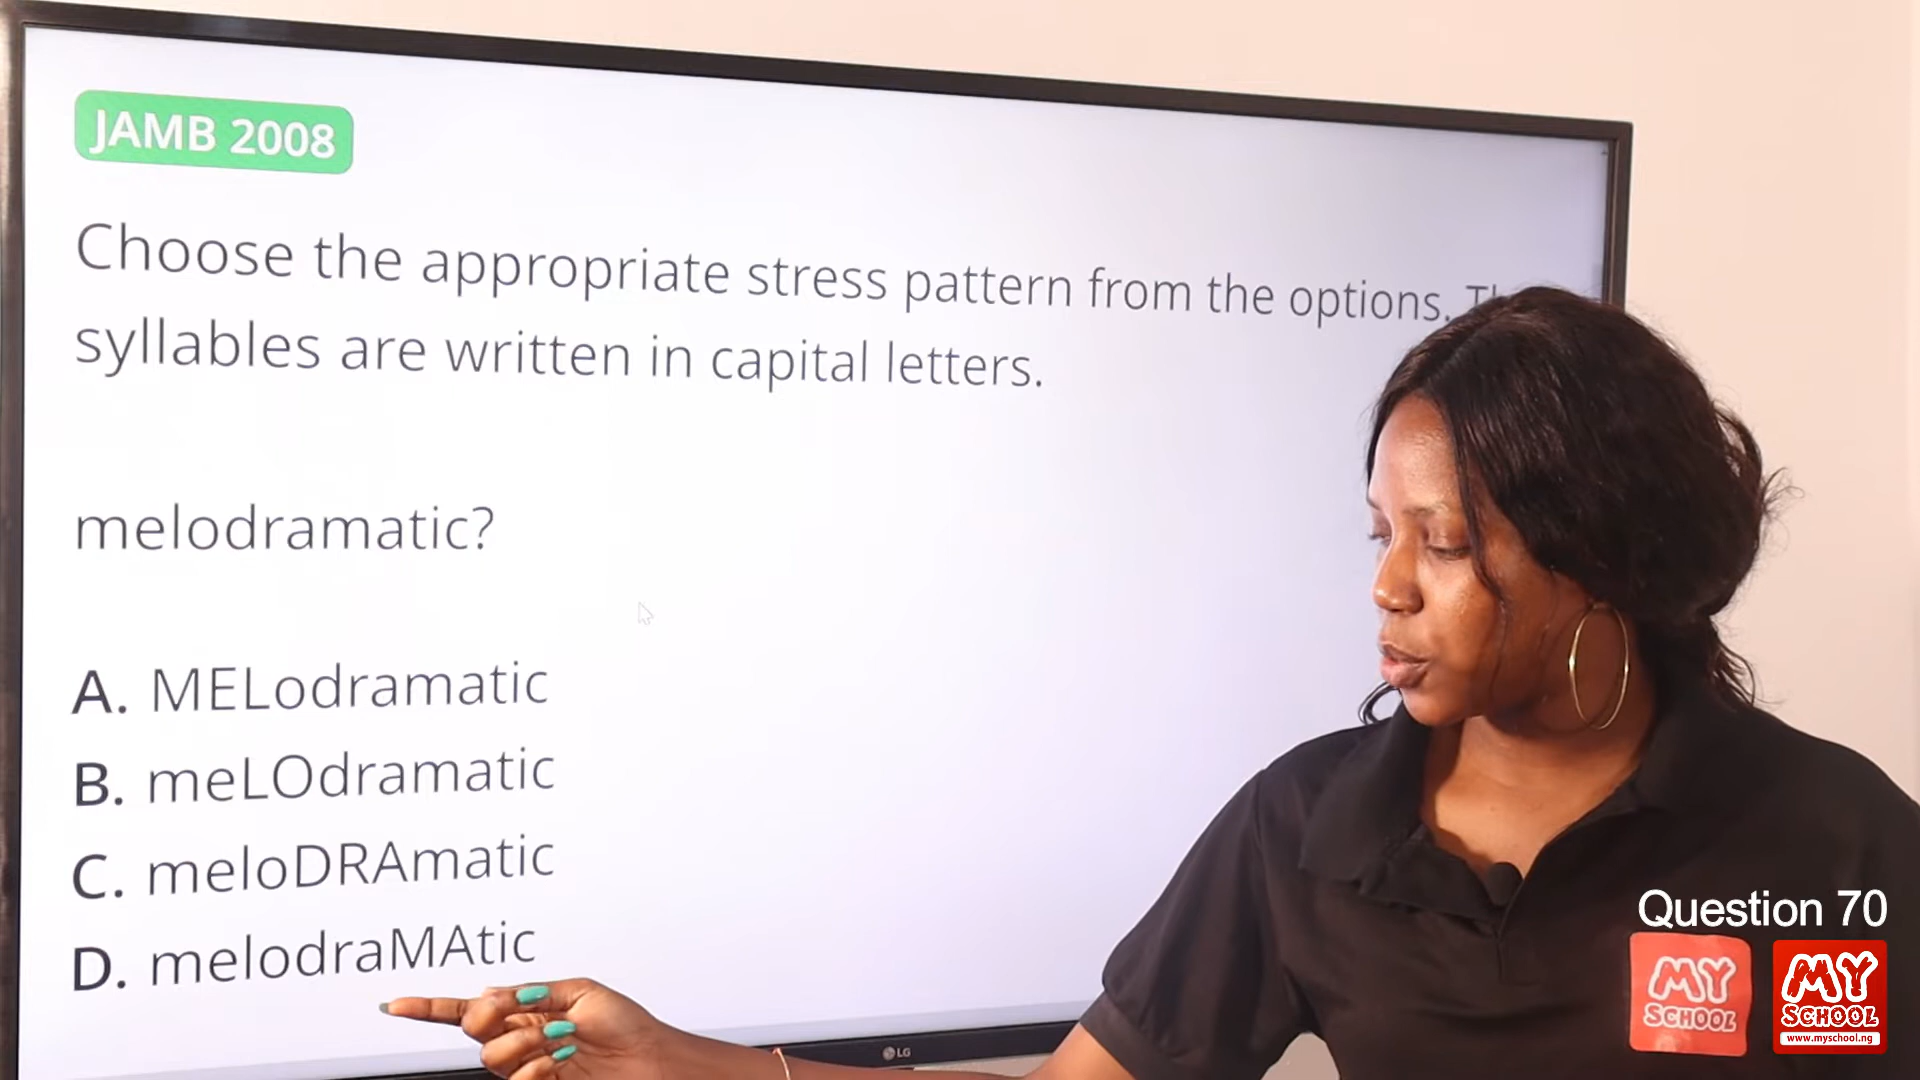 JAMB 2008
Choose the appropriate stress pattern from the options.
syllables are written in capital letters.
melodramatic?
A. MELodramatic
B. meLOdramatic
C. meloDRAmatic
D. melodraMAtic
LG
Question 70
MY
SCHOOL
MY
SCHOOL
www.myschool.ng